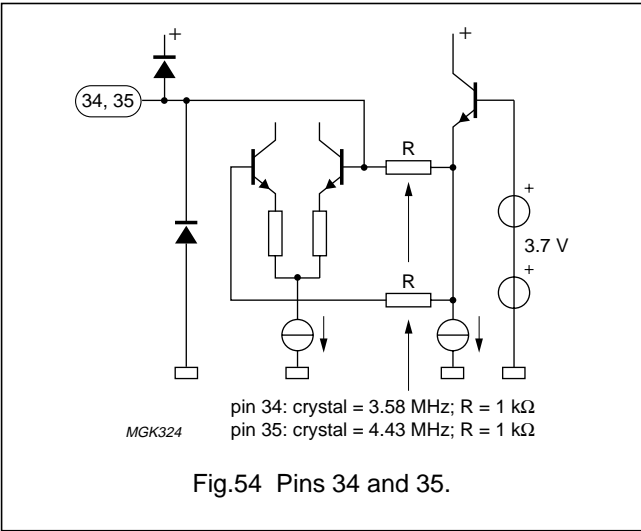 +
+
34, 35
R
+
3.7 V
+
R
pin 34: crystal = 3.58 MHz; R = 1 kΩ
pin 35: crystal = 4.43 MHz; R = 1 kΩ
MGK324
Fig.54 Pins 34 and 35.